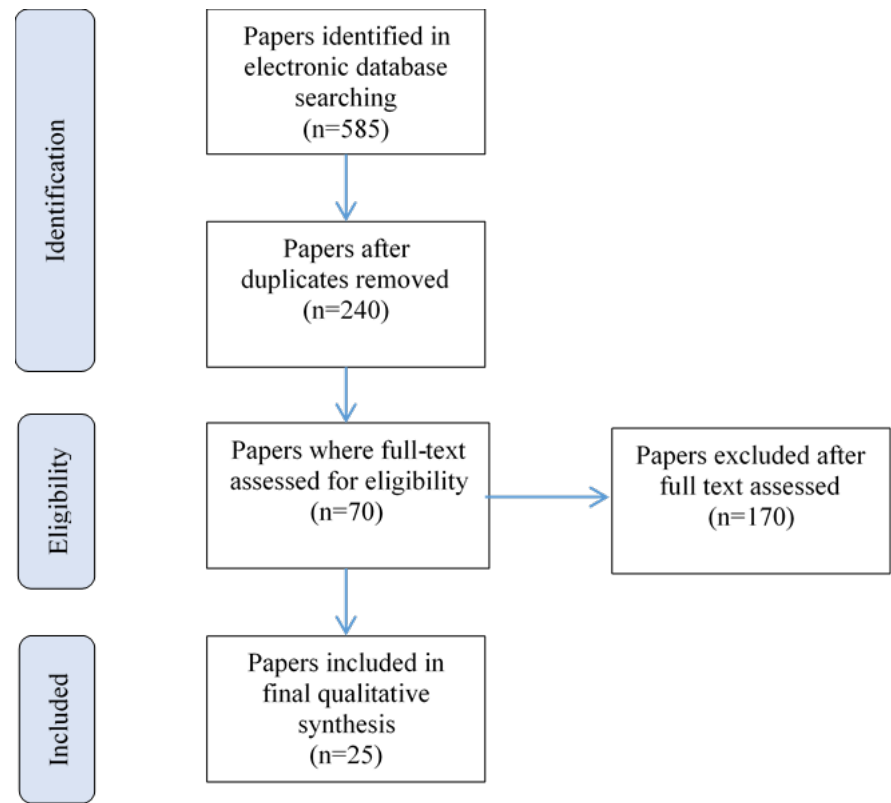 Identification
Papers identified in
electronic database
searching
(n=585)
Papers after
duplicates removed
(n=240)
Eligibility
Papers where full-text
assessed for eligibility
(n=70)
Papers excluded after
full text assessed
(n=170)
Included
Papers included in
final qualitative
synthesis
(n=25)